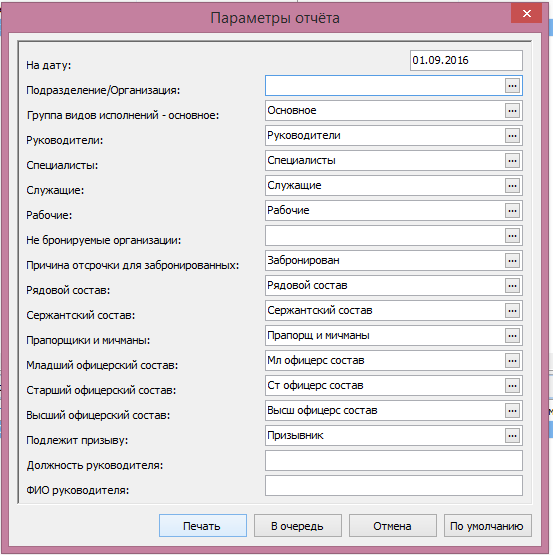 Параметры отчёта
На дату: 01.09.2016
Подразделение/Организация: ...
Группа видов исполнений - основное: Основное ...
Руководители: Руководители ...
Специалисты: Специалисты ...
Служащие: Служащие ...
Рабочие: Рабочие ...
Не бронируемые организации: ...
Причина отсрочки для забронированных: Забронирован ...
Рядовой состав: Рядовой состав ...
Сержантский состав: Сержантский состав ...
Прапорщики и мичманы: Прапорщ и мичманы ...
Младший офицерский состав: Мл офицерс состав ...
Старший офицерский состав: Ст офицерс состав ...
Высший офицерский состав: Высш офицерс состав ...
Подлежит призыву: Призывник ...
Должность руководителя:
ФИО руководителя:
Печать В очередь Отмена По умолчанию